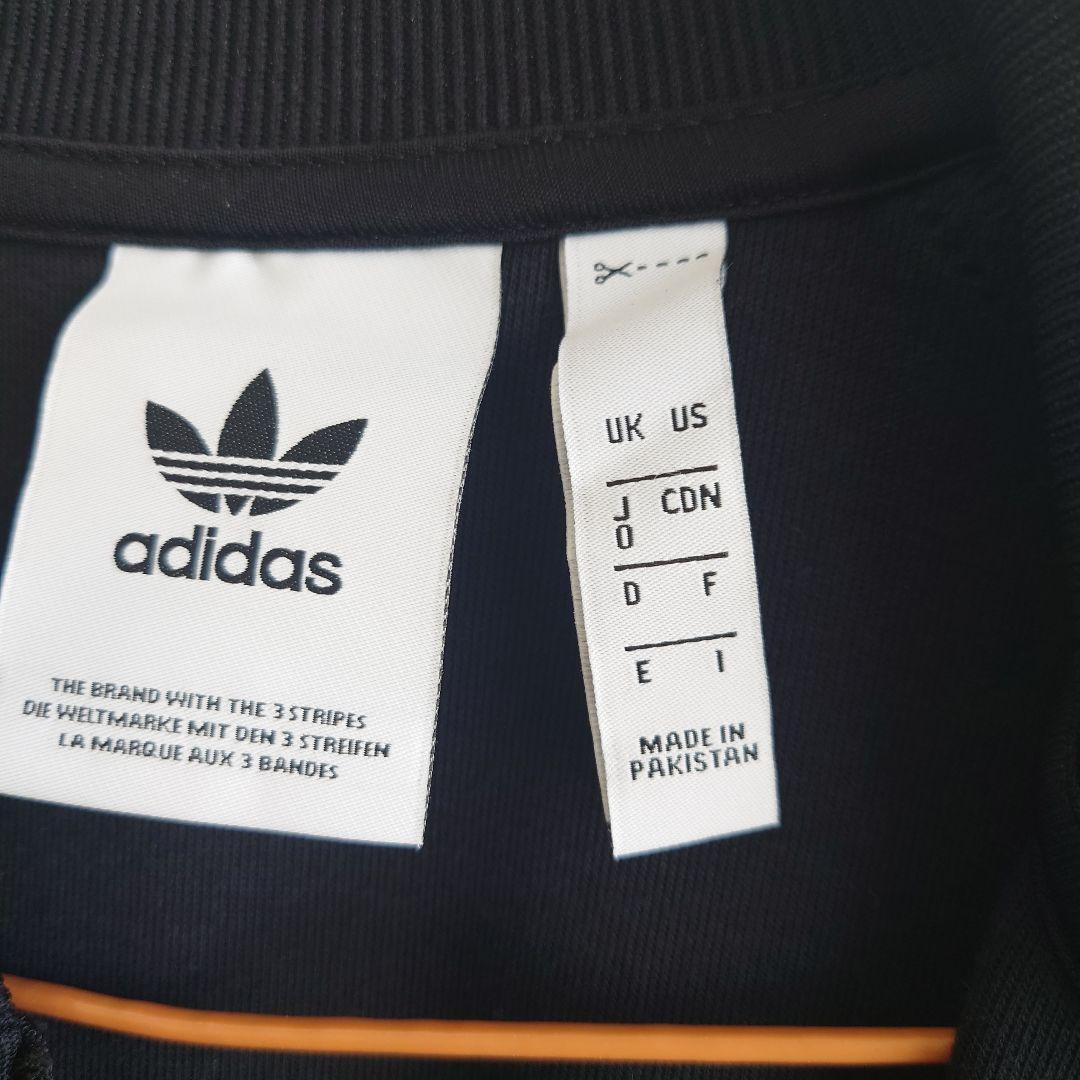 adidas
THE BRAND WITH THE 3 STRIPES
DIE WELTMARKE MIT DEN 3 STREIFEN
LA MARQUE AUX 3 BANDES
UK US
J CDN
O
D F
E I
MADE IN
PAKISTAN